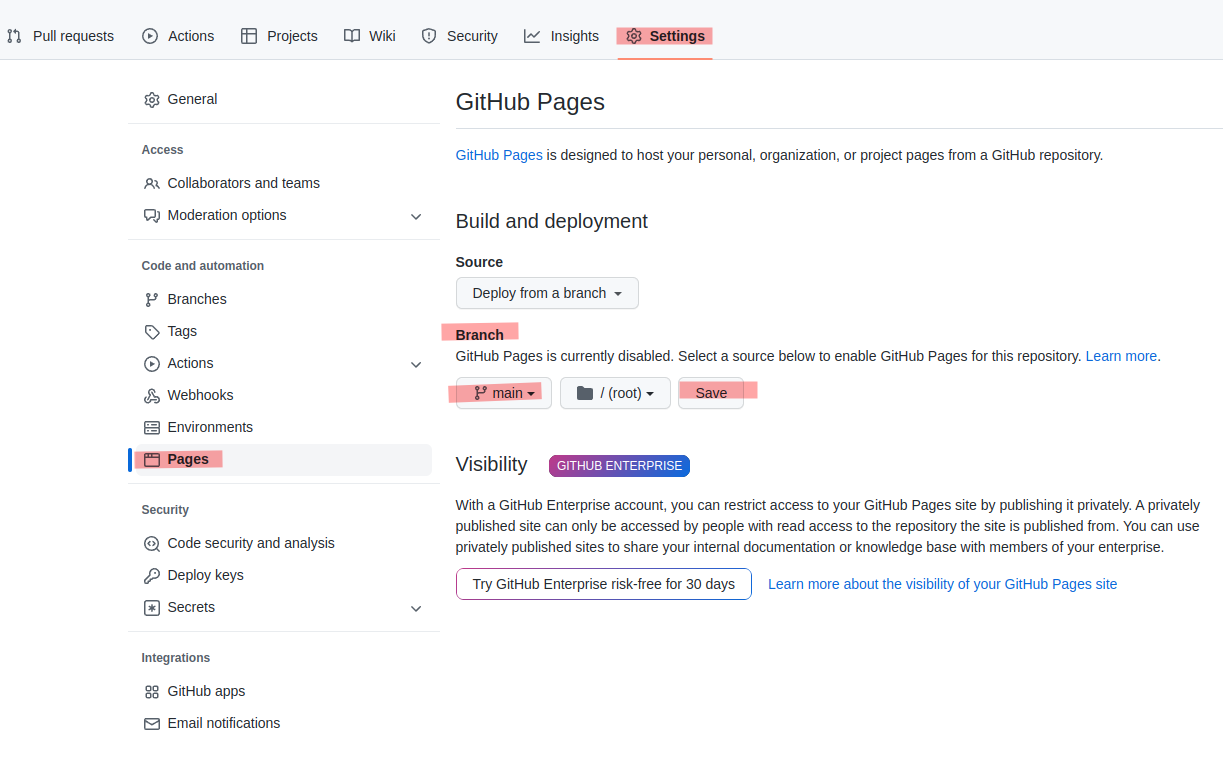 Pull requests Actions Projects Wiki Security Insights Settings
General
Access
Collaborators and teams
Moderation options
Code and automation
Branches
Tags
Actions
Webhooks
Environments
Pages
Security
Code security and analysis
Deploy keys
Secrets
Integrations
GitHub apps
Email notifications
GitHub Pages
GitHub Pages is designed to host your personal, organization, or project pages from a GitHub repository.
Build and deployment
Source
Deploy from a branch
Branch
GitHub Pages is currently disabled. Select a source below to enable GitHub Pages for this repository. Learn more.
main / (root) Save
Visibility GITHUB ENTERPRISE
With a GitHub Enterprise account, you can restrict access to your GitHub Pages site by publishing it privately. A privately
published site can only be accessed by people with read access to the repository the site is published from. You can use
privately published sites to share your internal documentation or knowledge base with members of your enterprise.
Try GitHub Enterprise risk-free for 30 days Learn more about the visibility of your GitHub Pages site